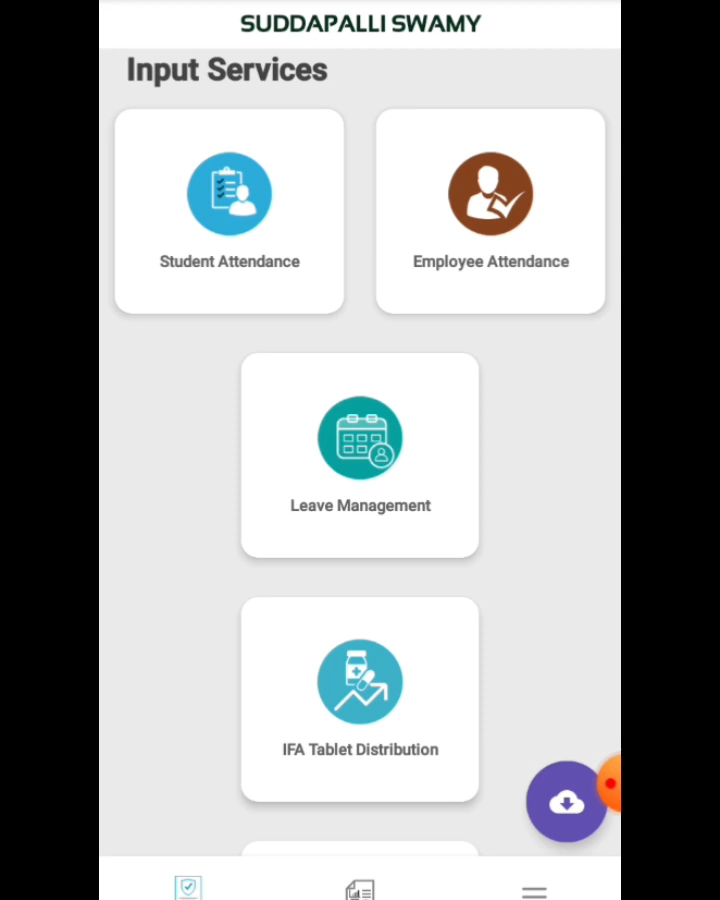 SUDDAPALLI SWAMY
Input Services
Student Attendance
Employee Attendance
Leave Management
IFA Tablet Distribution